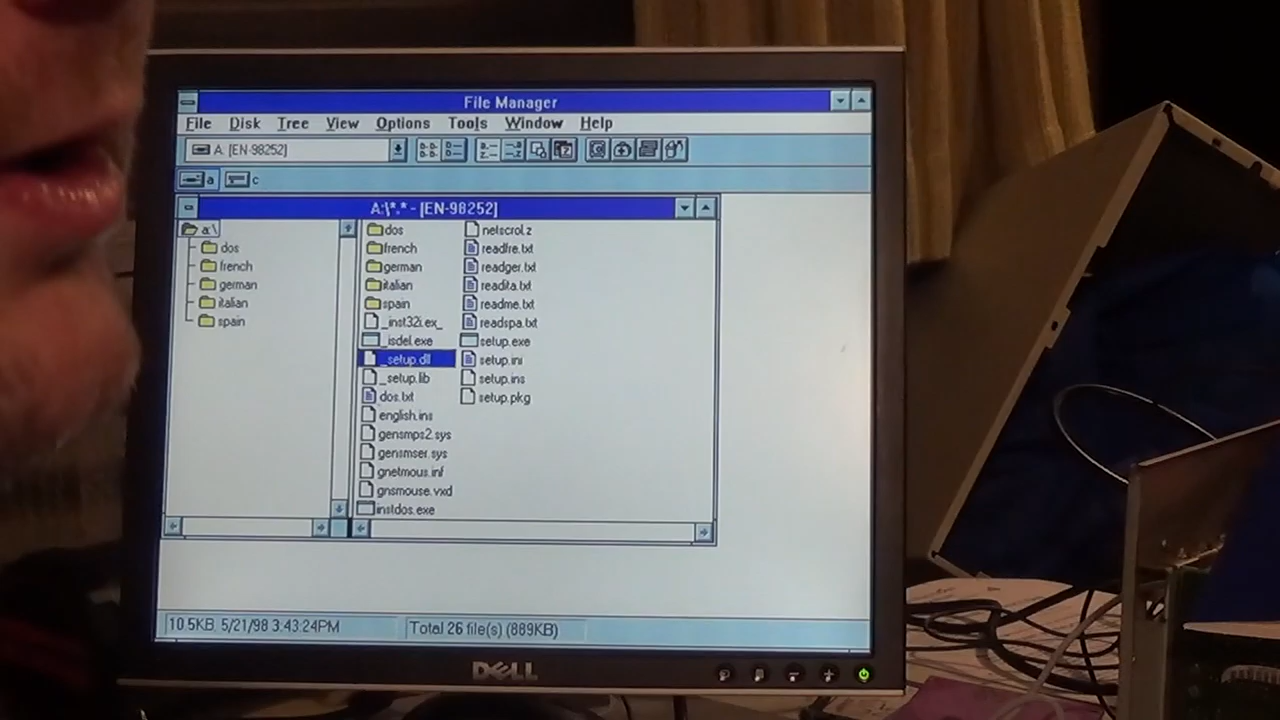 File Manager
File Disk Tree View Options Tools Window Help
A: [EN-98252]
a c
A:\*.* - [EN-98252]
a:\
dos
french
german
italian
spain
dos
french
german
italian
spain
_inst32i.ex_
_isdel.exe
_setup.dll
_setup.lib
dos.txt
english.ins
gensmps2.sys
gensmser.sys
gnetmous.inf
gnsmouse.vxd
instdos.exe
netscrol.z
readfre.txt
readger.txt
readita.txt
readme.txt
readspa.txt
setup.exe
setup.ini
setup.ins
setup.pkg
10.5KB, 5/21/98 3:43:24PM
Total 26 file(s) (889KB)
DELL